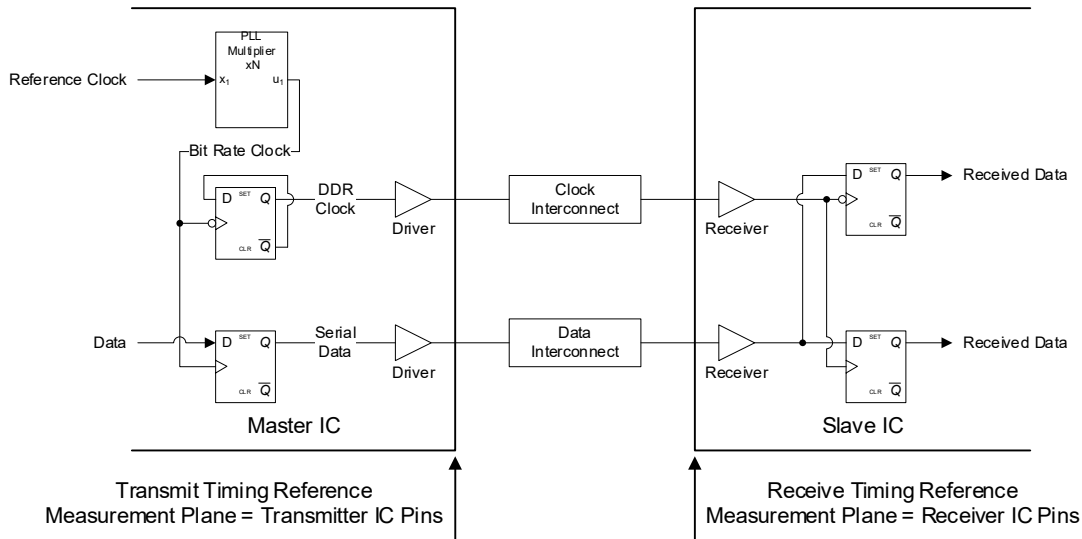 PLL
Multiplier
xN
Reference Clock
x1
u1
Bit Rate Clock
D SET Q
CLR Q
DDR
Clock
Driver
Clock
Interconnect
Receiver
D SET Q
CLR Q
Received Data
Data
D SET Q
CLR Q
Serial
Data
Driver
Data
Interconnect
Receiver
D SET Q
CLR Q
Received Data
Master IC
Slave IC
Transmit Timing Reference
Measurement Plane = Transmitter IC Pins
Receive Timing Reference
Measurement Plane = Receiver IC Pins